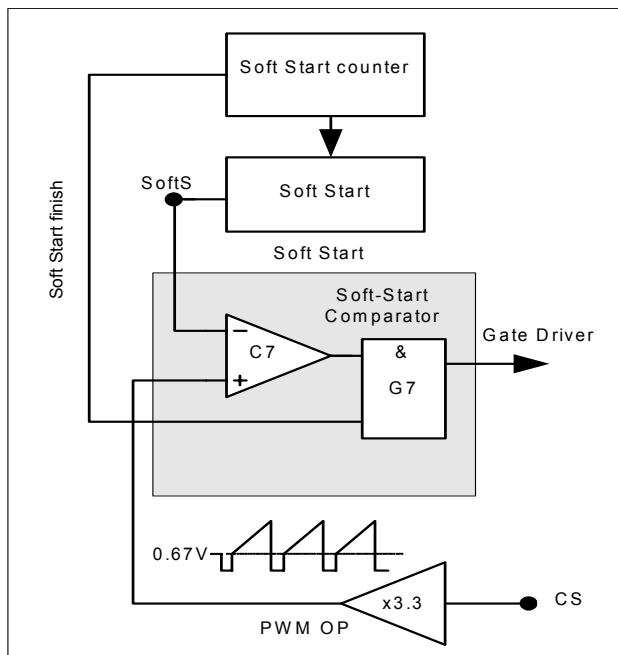 Soft Start counter
Soft Start finish
SoftS
Soft Start
Soft Start
Soft-Start
Comparator
Gate Driver
−
C7
+
&
G7
0.67V
x3.3
CS
PWM OP